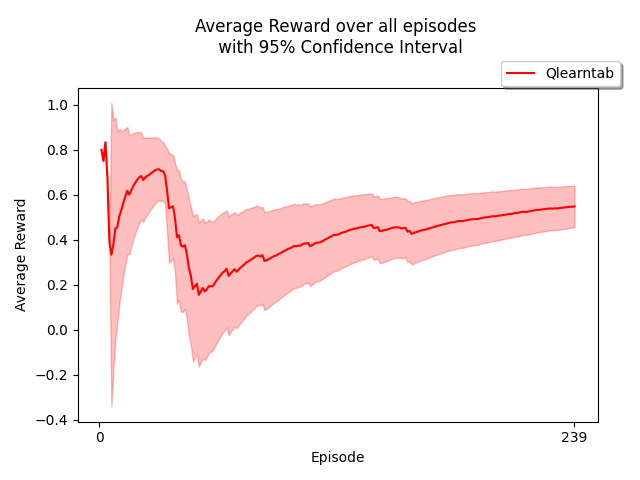 Average Reward over all episodes
with 95% Confidence Interval
Qlearntab
1.0
0.8
0.6
0.4
0.2
0.0
−0.2
−0.4
Average Reward
0
239
Episode